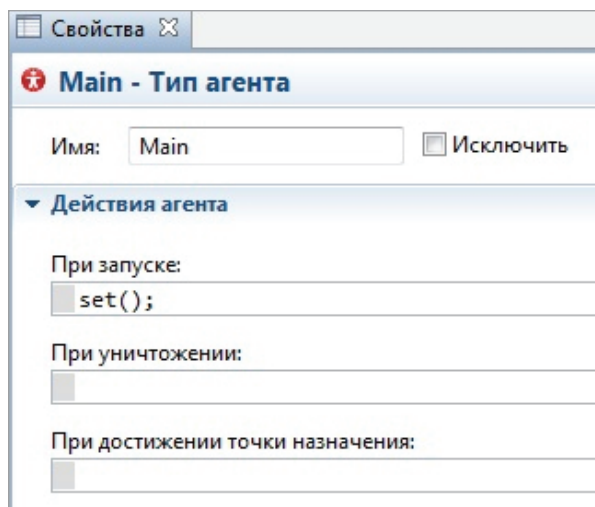 Свойства
Main - Тип агента
Имя: Main Исключить
Действия агента
При запуске:
set();
При уничтожении:
При достижении точки назначения: